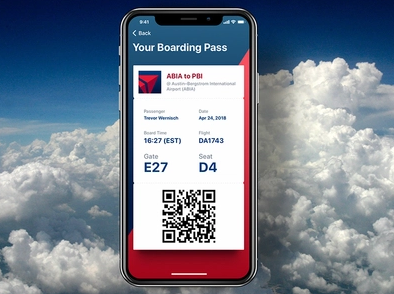 9:41
Back
Your Boarding Pass
ABIA to PBI
@ Austin-Bergstrom International
Airport (ABIA)
Passenger
Date
Trevor Wernisch
Apr 24, 2018
Board Time
Flight
16:27 (EST)
DA1743
Gate
Seat
E27
D4